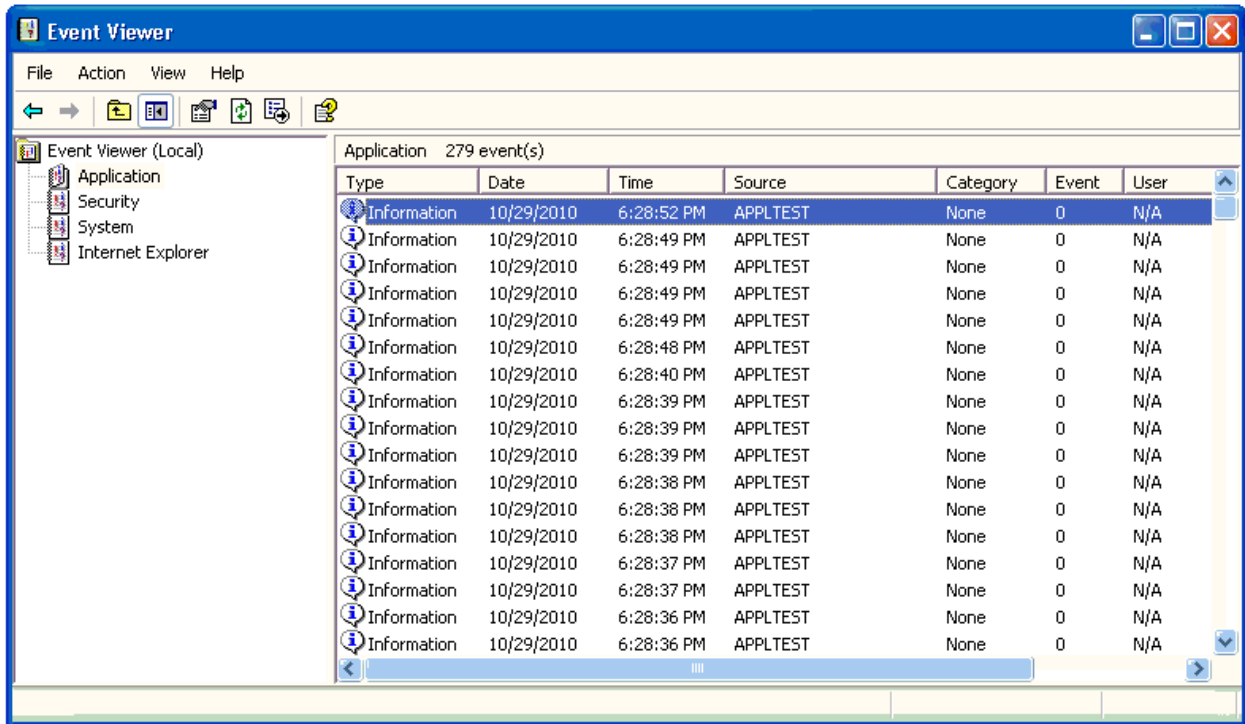 Event Viewer
File Action View Help
Event Viewer (Local)
Application
Security
System
Internet Explorer
Application 279 event(s)
Type Date Time Source Category Event User
Information 10/29/2010 6:28:52 PM APPLTEST None 0 N/A
Information 10/29/2010 6:28:49 PM APPLTEST None 0 N/A
Information 10/29/2010 6:28:49 PM APPLTEST None 0 N/A
Information 10/29/2010 6:28:49 PM APPLTEST None 0 N/A
Information 10/29/2010 6:28:49 PM APPLTEST None 0 N/A
Information 10/29/2010 6:28:48 PM APPLTEST None 0 N/A
Information 10/29/2010 6:28:40 PM APPLTEST None 0 N/A
Information 10/29/2010 6:28:39 PM APPLTEST None 0 N/A
Information 10/29/2010 6:28:39 PM APPLTEST None 0 N/A
Information 10/29/2010 6:28:39 PM APPLTEST None 0 N/A
Information 10/29/2010 6:28:38 PM APPLTEST None 0 N/A
Information 10/29/2010 6:28:38 PM APPLTEST None 0 N/A
Information 10/29/2010 6:28:38 PM APPLTEST None 0 N/A
Information 10/29/2010 6:28:37 PM APPLTEST None 0 N/A
Information 10/29/2010 6:28:37 PM APPLTEST None 0 N/A
Information 10/29/2010 6:28:36 PM APPLTEST None 0 N/A
Information 10/29/2010 6:28:36 PM APPLTEST None 0 N/A